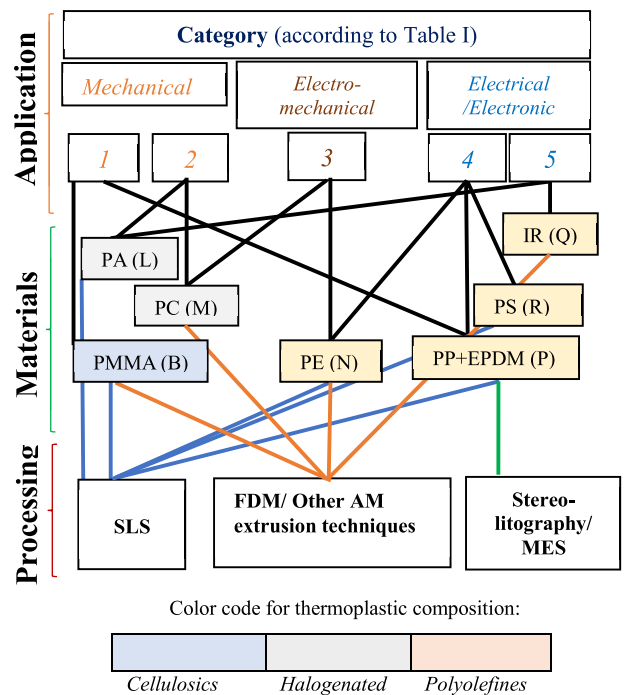 Category (according to Table I)
Mechanical
Electro-
mechanical
Electrical
/Electronic
Application
1
2
3
4
5
IR (Q)
PA (L)
PC (M)
PS (R)
PMMA (B)
PE (N)
PP+EPDM (P)
Materials
SLS
FDM/ Other AM
extrusion techniques
Stereo-
litography/
MES
Processing
Color code for thermoplastic composition:
Cellulosics
Halogenated
Polyolefines